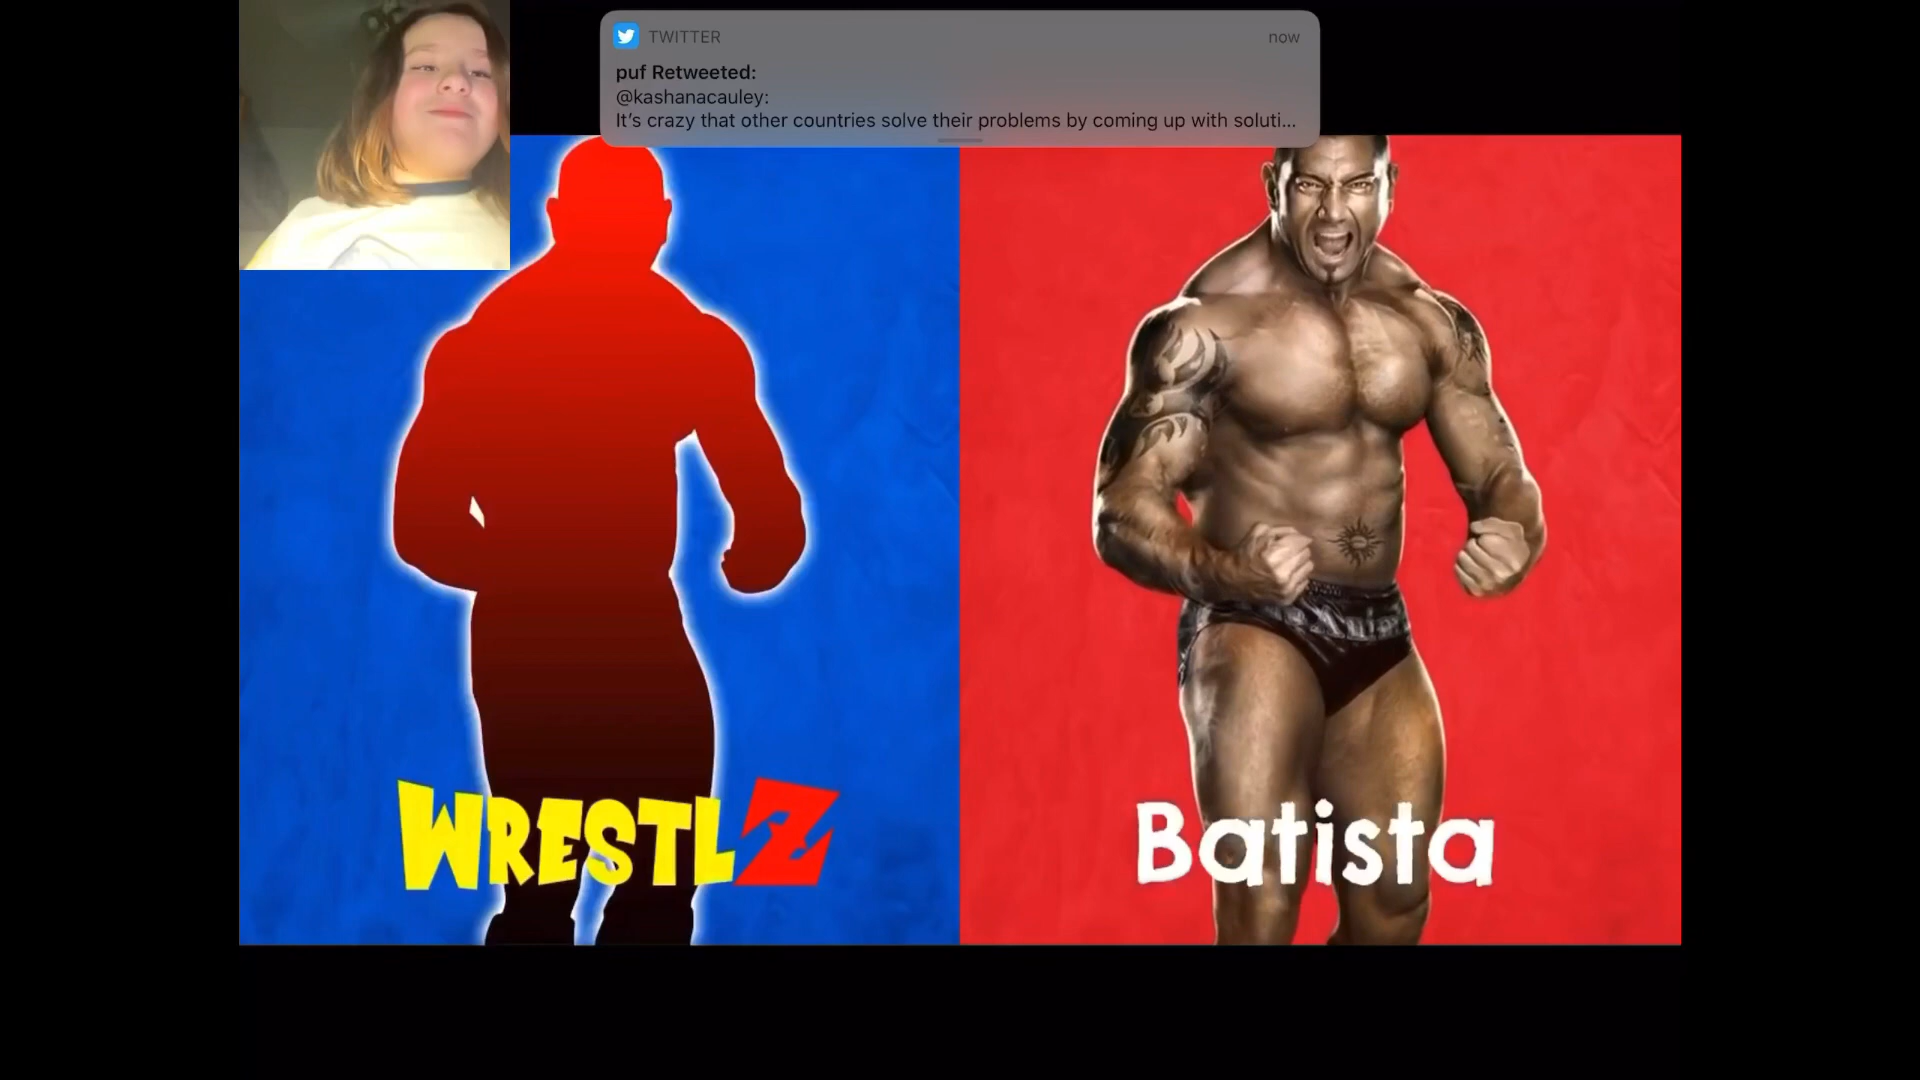 TWITTER
now
puf Retweeted:
@kashanacauley:
It’s crazy that other countries solve their problems by coming up with soluti...
WRESTLZ
Batista